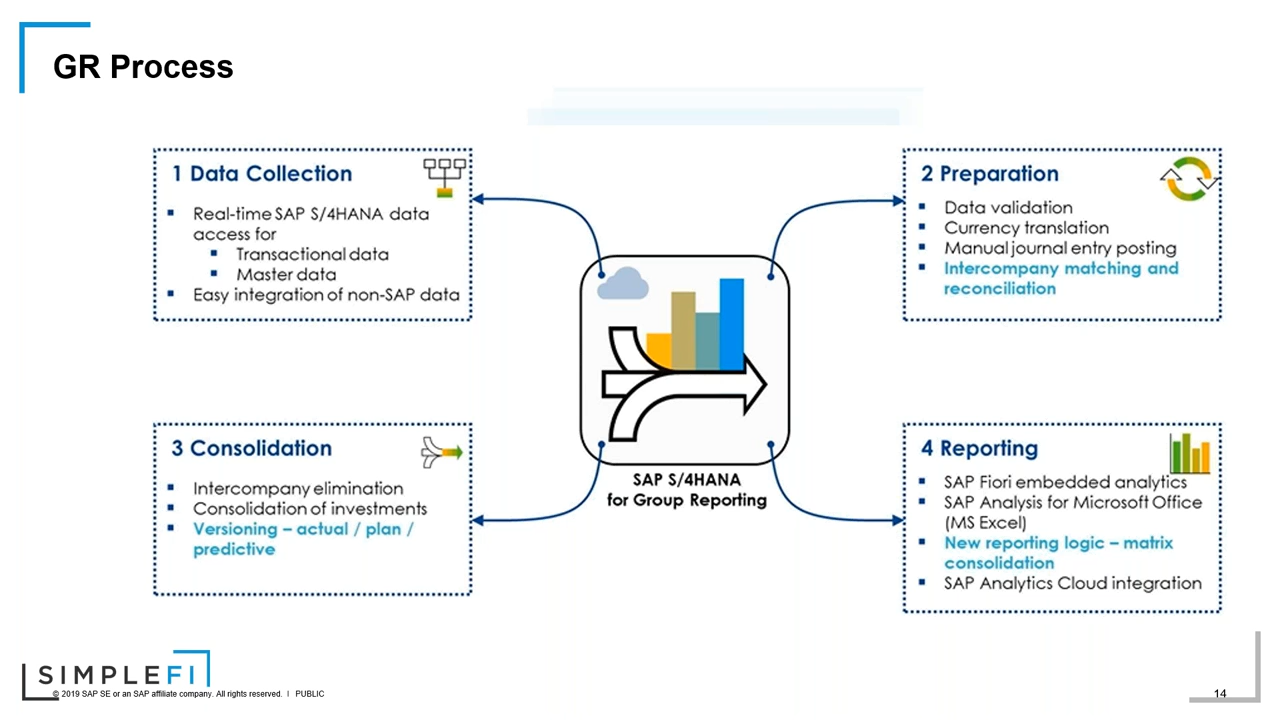 GR Process
1 Data Collection
Real-time SAP S/4HANA data
access for
Transactional data
Master data
Easy integration of non-SAP data
2 Preparation
Data validation
Currency translation
Manual journal entry posting
Intercompany matching and
reconciliation
SAP S/4HANA
for Group Reporting
3 Consolidation
Intercompany elimination
Consolidation of investments
Versioning – actual / plan /
predictive
4 Reporting
SAP Fiori embedded analytics
SAP Analysis for Microsoft Office
(MS Excel)
New reporting logic – matrix
consolidation
SAP Analytics Cloud integration
SIMPLEFI
© 2019 SAP SE or an SAP affiliate company. All rights reserved. I PUBLIC
14